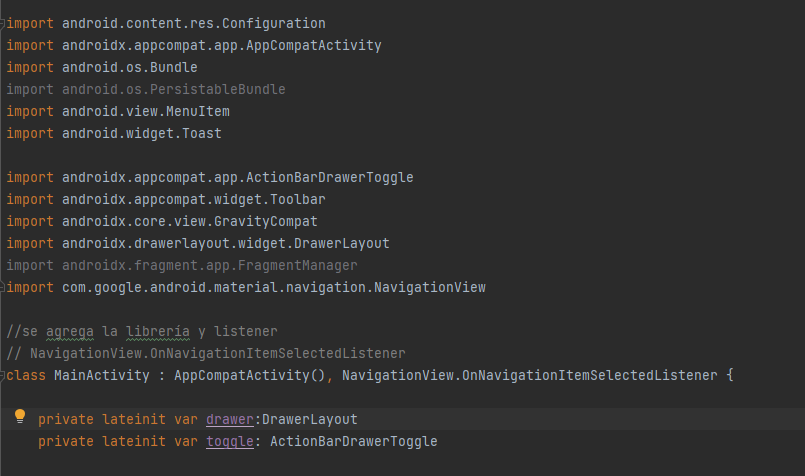 import android.content.res.Configuration
import androidx.appcompat.app.AppCompatActivity
import android.os.Bundle
import android.os.PersistableBundle
import android.view.MenuItem
import android.widget.Toast
import androidx.appcompat.app.ActionBarDrawerToggle
import androidx.appcompat.widget.Toolbar
import androidx.core.view.GravityCompat
import androidx.drawerlayout.widget.DrawerLayout
import androidx.fragment.app.FragmentManager
import com.google.android.material.navigation.NavigationView
//se agrega la libreria y listener
// NavigationView.OnNavigationItemSelectedListener
class MainActivity : AppCompatActivity(), NavigationView.OnNavigationItemSelectedListener {
private lateinit var drawer:DrawerLayout
private lateinit var toggle: ActionBarDrawerToggle